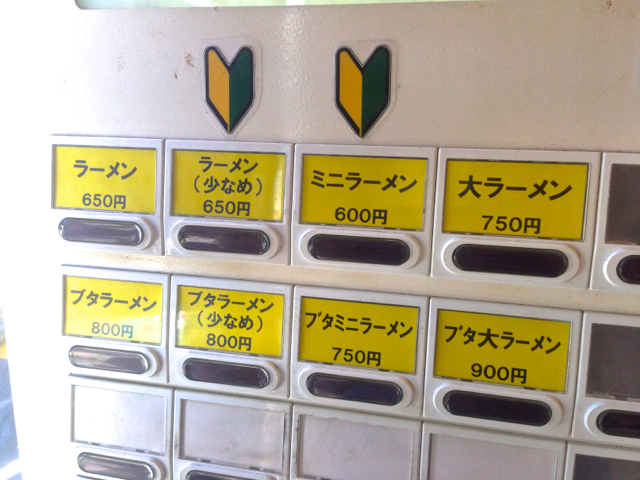 ラーメン
650円
ラーメン
(少なめ)
650円
ミニラーメン
600円
大ラーメン
750円
ブタラーメン
800円
ブタラーメン
(少なめ)
800円
ブタミニラーメン
750円
ブタ大ラーメン
900円